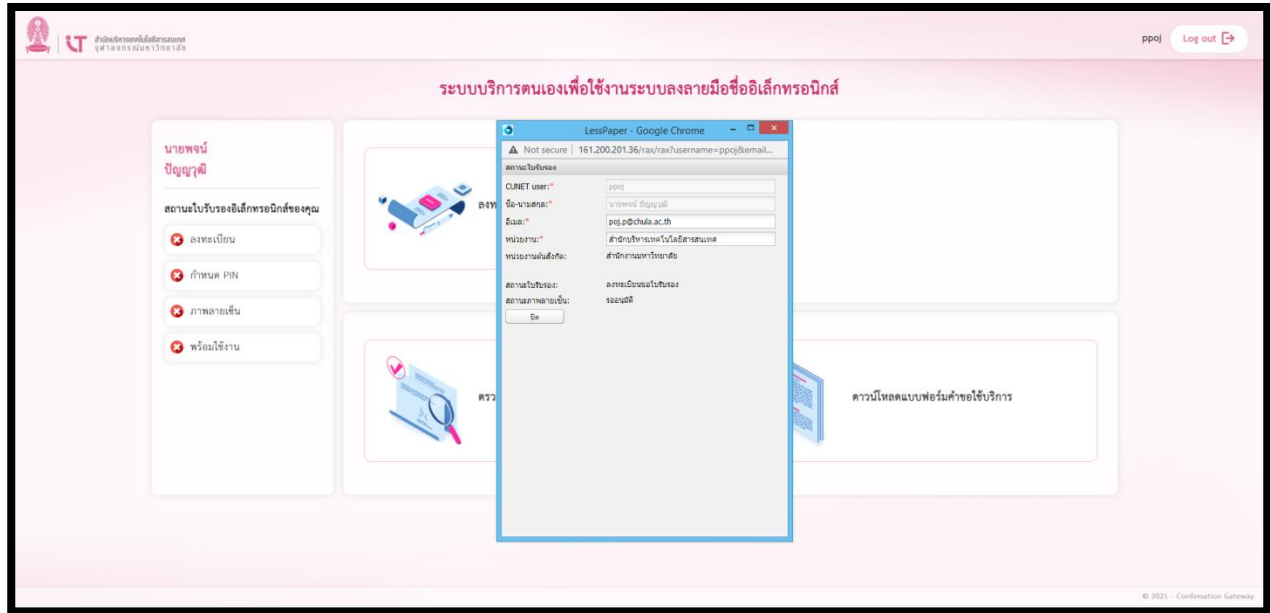 สำนักบริหารเทคโนโลยีสารสนเทศ
จุฬาลงกรณ์มหาวิทยาลัย
ppoj
Log out
ระบบบริการตนเองเพื่อใช้งานระบบลงลายมือชื่ออิเล็กทรอนิกส์
นายพจน์
ปัญญวุฒิ
สถานะใบรับรองอิเล็กทรอนิกส์ของคุณ
ลงทะเบียน
กำหนด PIN
ภาพลายเซ็น
พร้อมใช้งาน
ลงท
ตรว
ดาวน์โหลดแบบฟอร์มคำขอใช้บริการ
LessPaper - Google Chrome
Not secure | 161.200.201.36/rax/rax?username=ppoj&email...
สถานะใบรับรอง
CUNET user:* ppoj
ชื่อ-นามสกุล:* นายพจน์ ปัญญวุฒิ
อีเมล:* poj.p@chula.ac.th
หน่วยงาน:* สำนักบริหารเทคโนโลยีสารสนเทศ
หน่วยงานต้นสังกัด: สำนักงานมหาวิทยาลัย
สถานะใบรับรอง: ลงทะเบียนขอใบรับรอง
สถานะภาพลายเซ็น: รออนุมัติ
ปิด
© 2021 - Confirmation Gateway